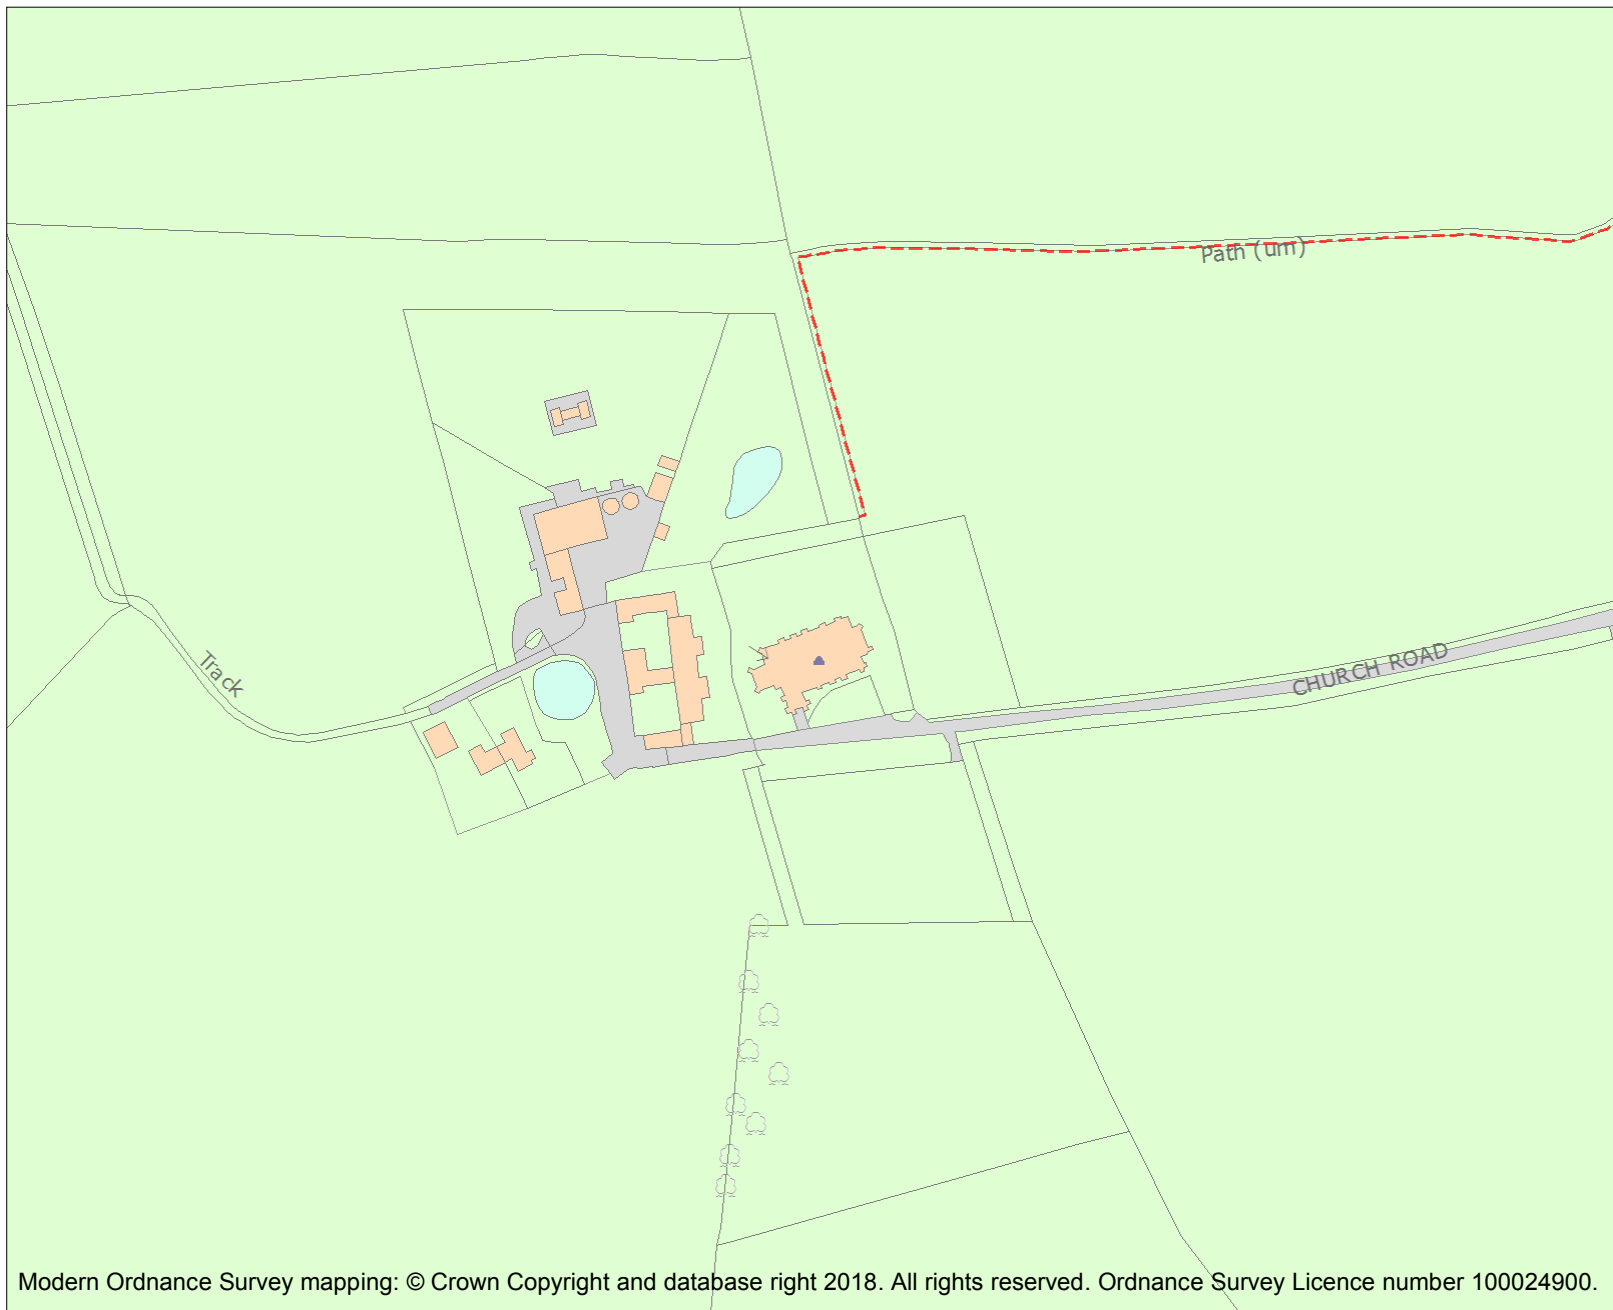 Path (um)
Track
CHURCH ROAD
Modern Ordnance Survey mapping: © Crown Copyright and database right 2018. All rights reserved. Ordnance Survey Licence number 100024900.